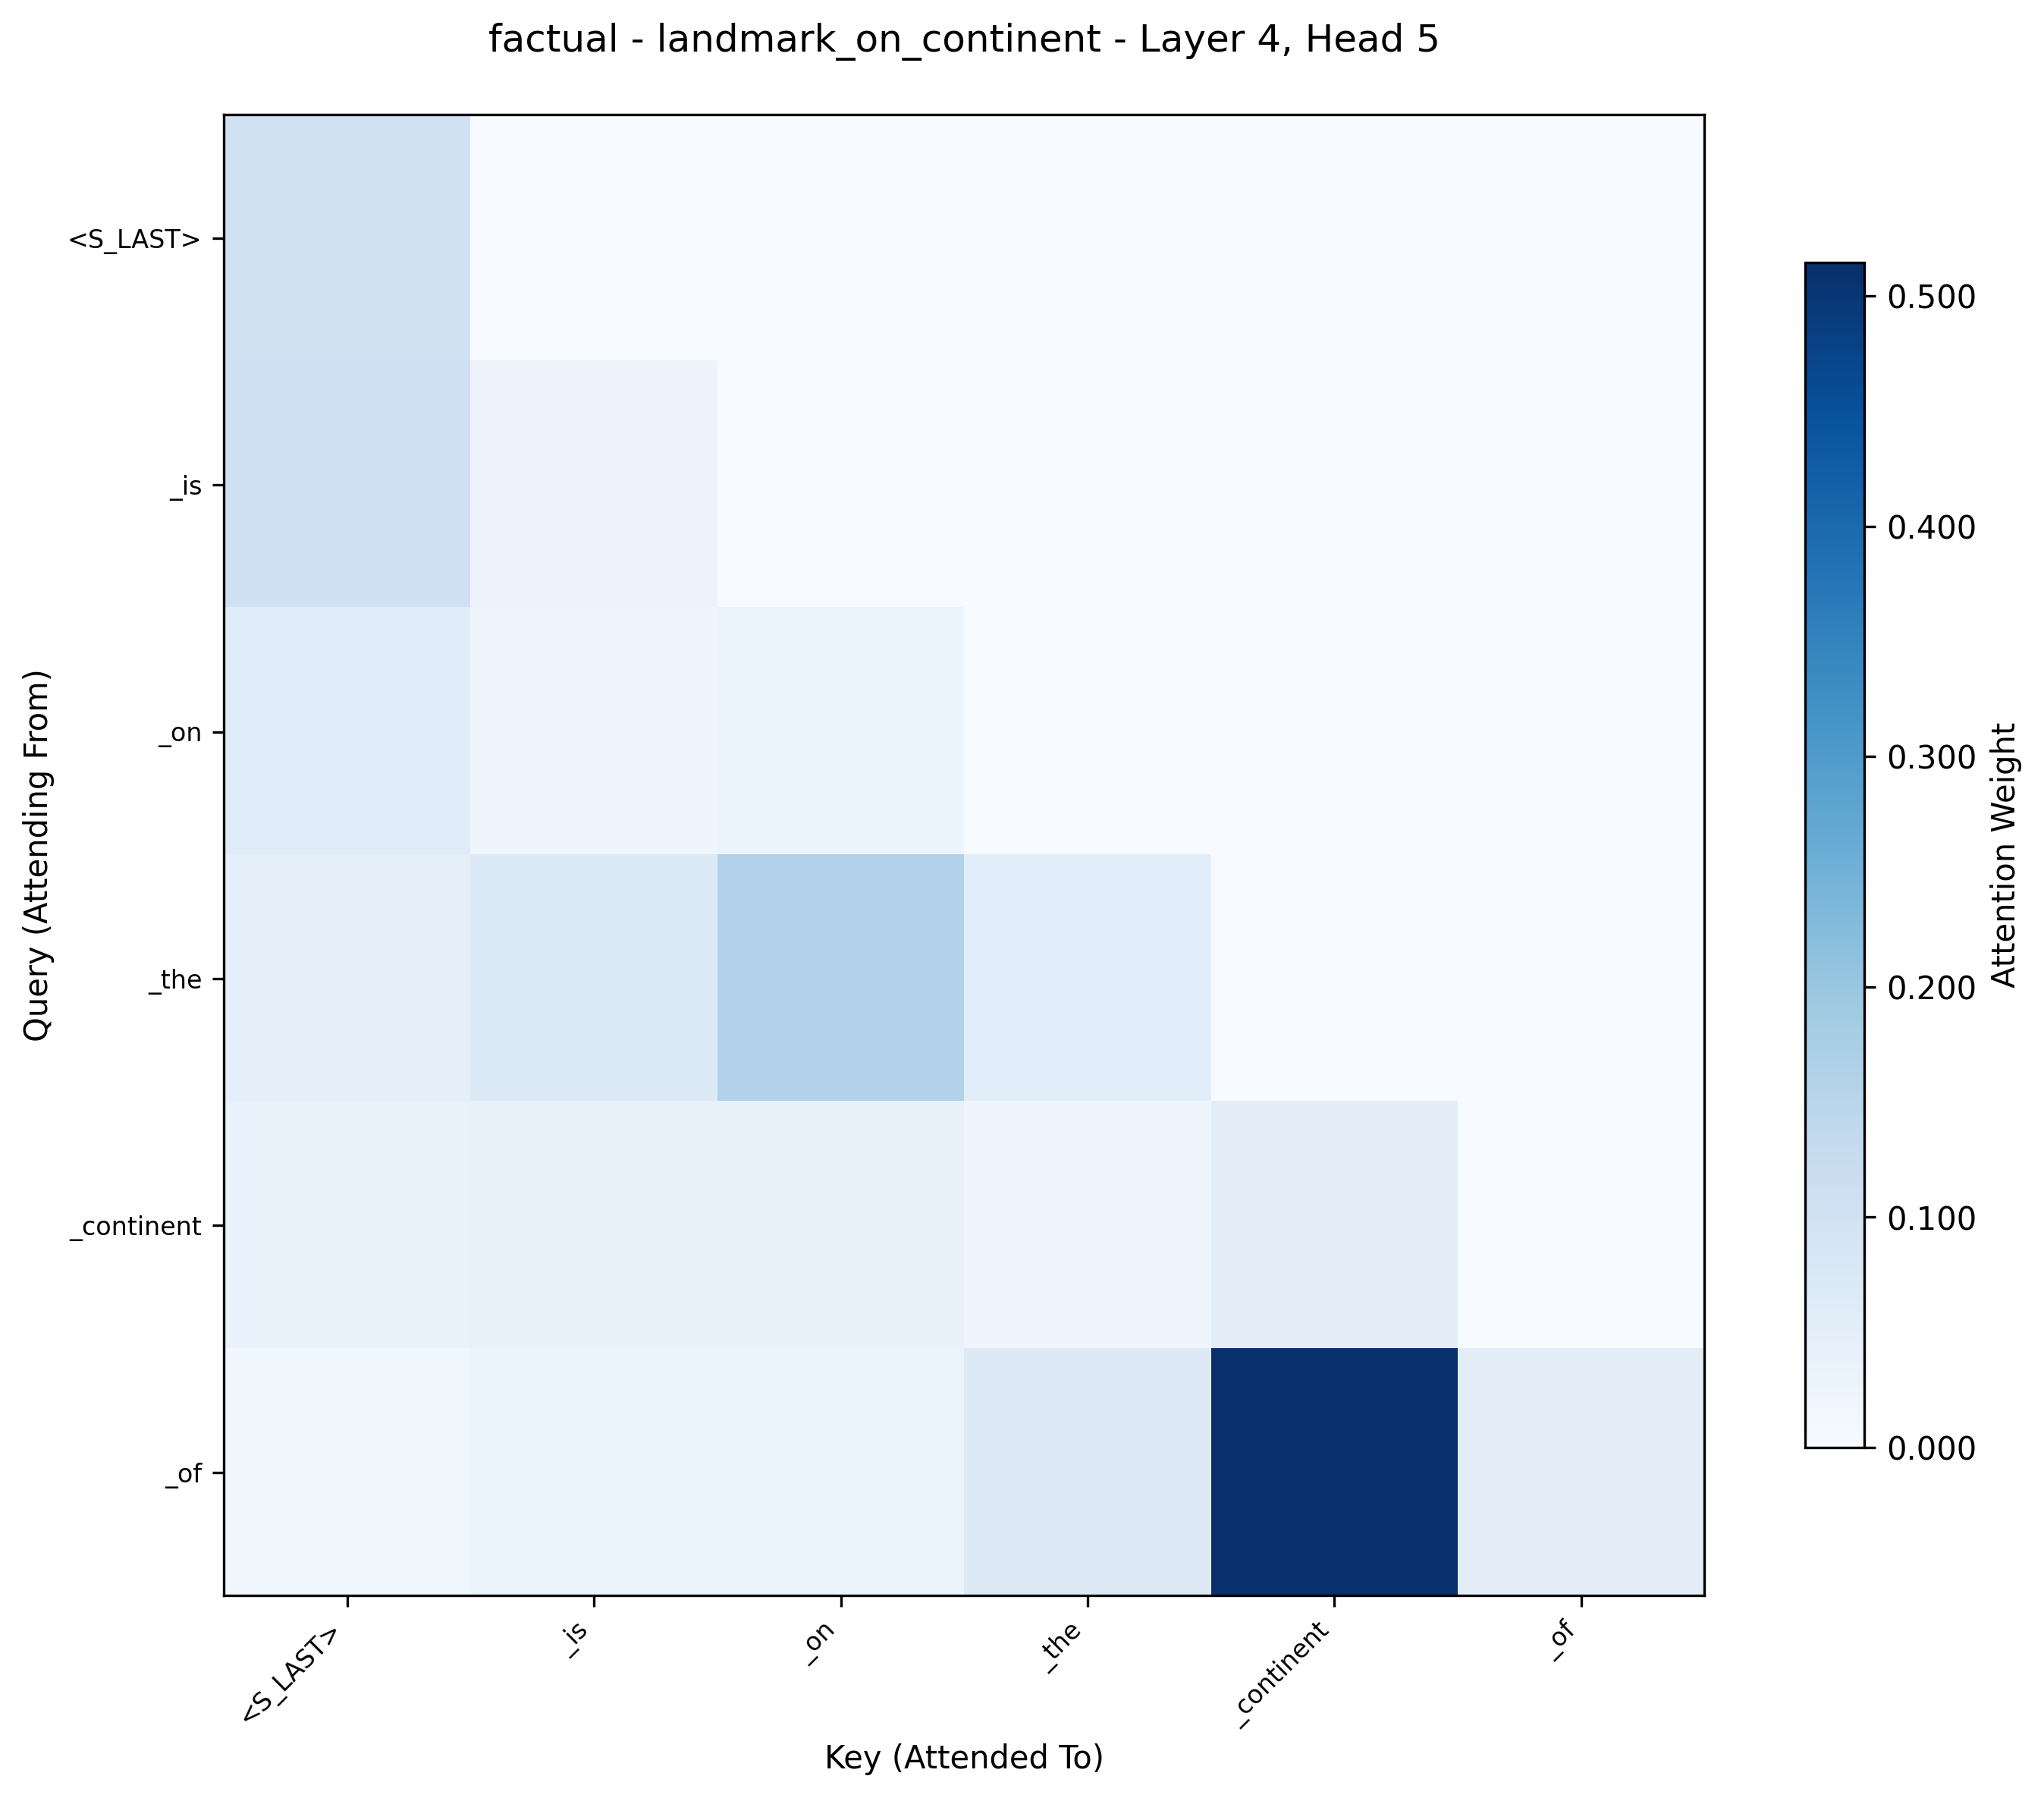 factual - landmark_on_continent - Layer 4, Head 5
<S_LAST>
_is
_on
_the
_continent
_of
Query (Attending From)
<S_LAST>
_is
_on
_the
_continent
_of
Key (Attended To)
0.500
0.400
0.300
0.200
0.100
0.000
Attention Weight